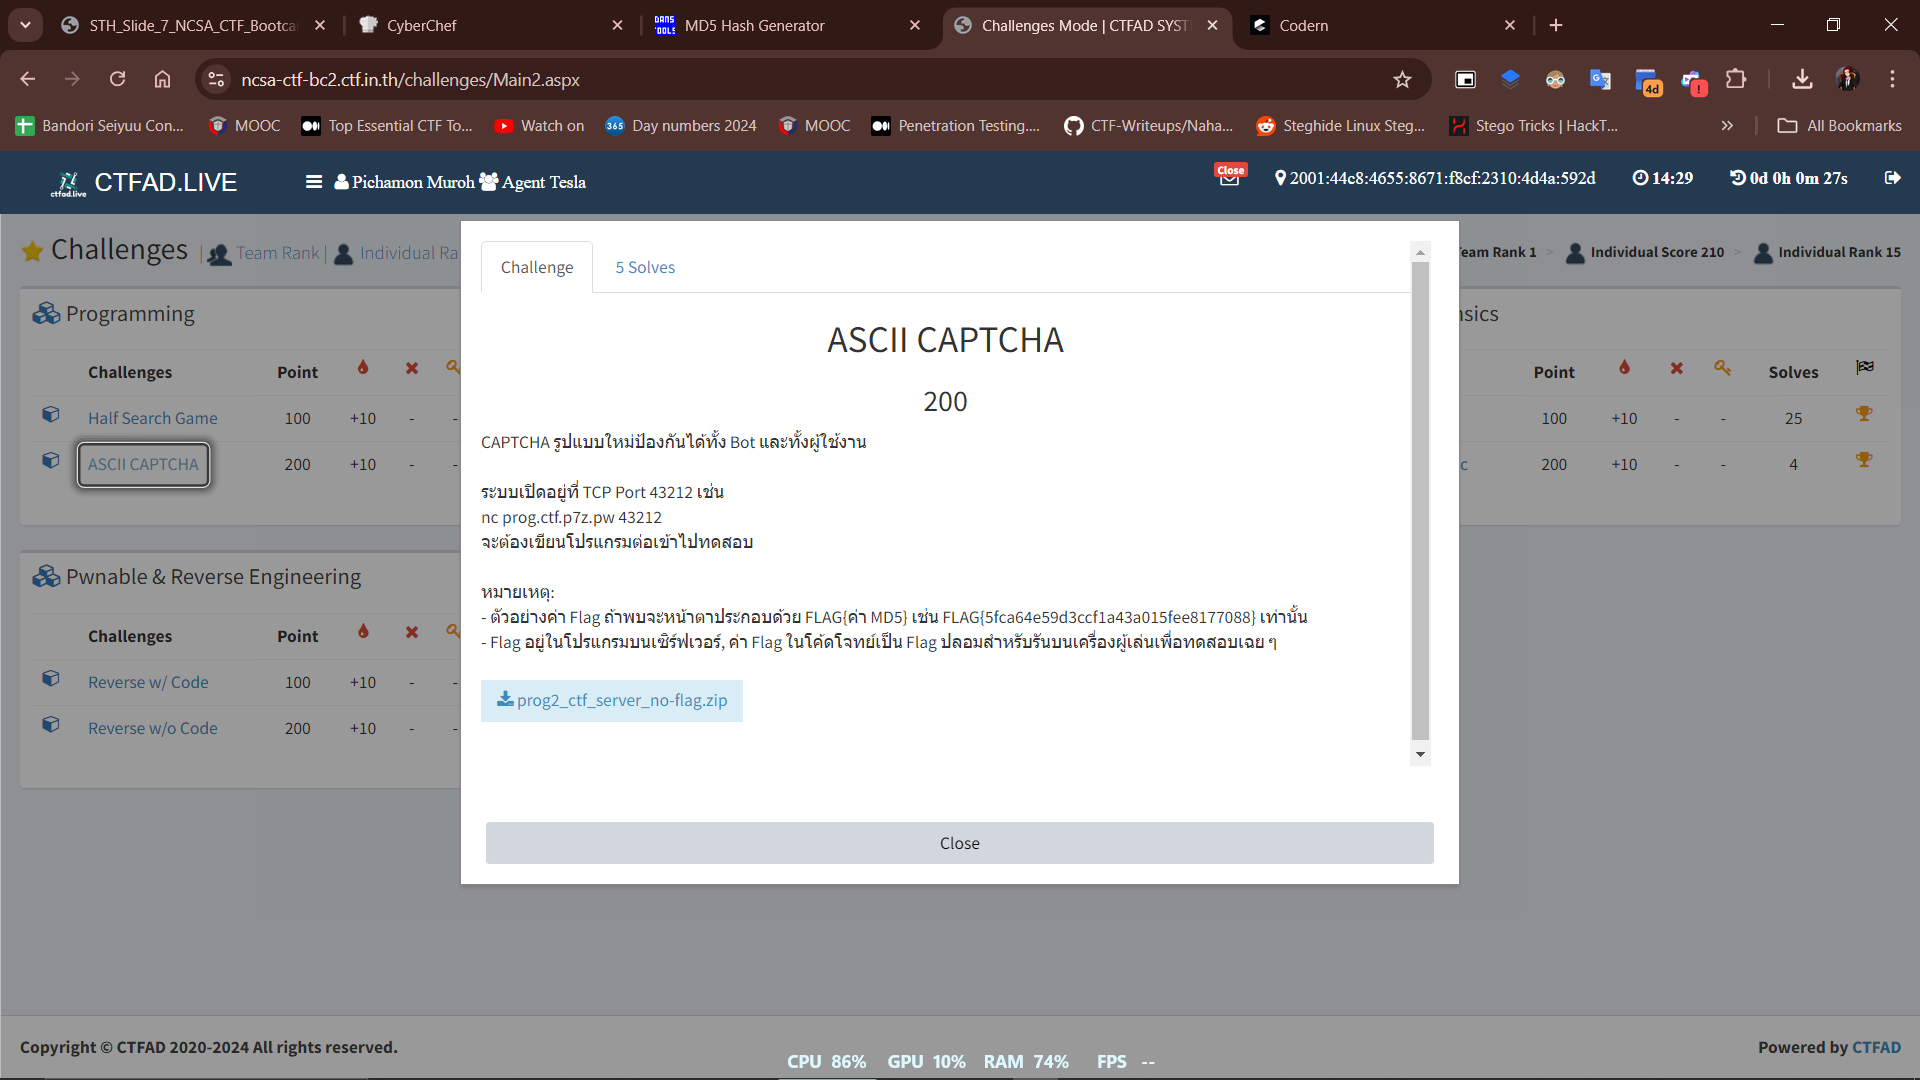 STH_Slide_7_NCSA_CTF_Bootca
CyberChef
MD5 Hash Generator
Challenges Mode | CTFAD SYST
Codern
ncsa-ctf-bc2.ctf.in.th/challenges/Main2.aspx
4d
Bandori Seiyuu Con...
MOOC
Top Essential CTF To...
Watch on
365
Day numbers 2024
MOOC
Penetration Testing....
CTF-Writeups/Naha...
Steghide Linux Steg...
Stego Tricks | HackT...
All Bookmarks
ctfad.live
CTFAD.LIVE
Pichamon Muroh Agent Tesla
Close
2001:44c8:4655:8671:f8cf:2310:4d4a:592d
14:29
0d 0h 0m 27s
Challenges | Team Rank | Individual Ra
Team Rank 1 > Individual Score 210 > Individual Rank 15
Programming
Challenges Point
Half Search Game 100 +10 - -
ASCII CAPTCHA 200 +10 - -
Pwnable & Reverse Engineering
Challenges Point
Reverse w/ Code 100 +10 - -
Reverse w/o Code 200 +10 - -
Challenge
5 Solves
ASCII CAPTCHA
200
CAPTCHA รูปแบบใหม่ป้องกันได้ทั้ง Bot และทั้งผู้ใช้งาน
ระบบเปิดอยู่ที่ TCP Port 43212 เช่น
nc prog.ctf.p7z.pw 43212
จะต้องเขียนโปรแกรมต่อเข้าไปทดสอบ
หมายเหตุ:
- ตัวอย่างค่า Flag ถ้าพบจะหน้าตาประกอบด้วย FLAG{ค่า MD5} เช่น FLAG{5fca64e59d3ccf1a43a015fee8177088} เท่านั้น
- Flag อยู่ในโปรแกรมบนเซิร์ฟเวอร์, ค่า Flag ในโค้ดโจทย์เป็น Flag ปลอมสำหรับรันบนเครื่องผู้เล่นเพื่อทดสอบเฉย ๆ
prog2_ctf_server_no-flag.zip
Close
nsics
Point Solves
100 +10 - - 25
c 200 +10 - - 4
Copyright © CTFAD 2020-2024 All rights reserved.
CPU 86% GPU 10% RAM 74% FPS --
Powered by CTFAD